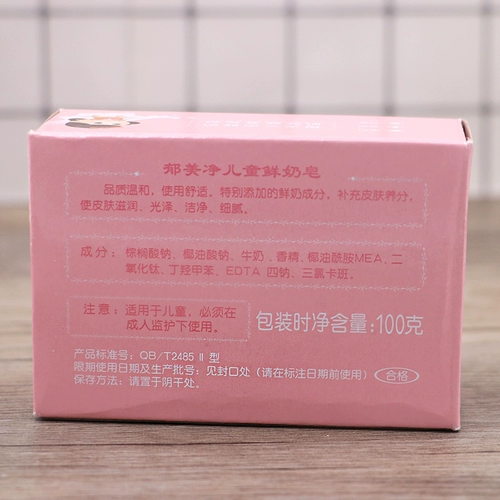 郁美净儿童鲜奶皂
品质温和，使用舒适。特别添加的鲜奶成分，补充皮肤养分。
使皮肤滋润、光泽、洁净、细腻。
成分：棕榈酸钠、椰油酸钠、牛奶、香精、椰油酰胺MEA、二
氧化钛、丁羟甲苯、EDTA 四钠、三氯卡班。
注意：适用于儿童，必须在
成人监护下使用。
包装时净含量:100克
产品标准号：QB/T2485 II 型
限期使用日期及生产批号：见封口处（请在标注日期前使用）
合格
保存方法：请置于阴干处。